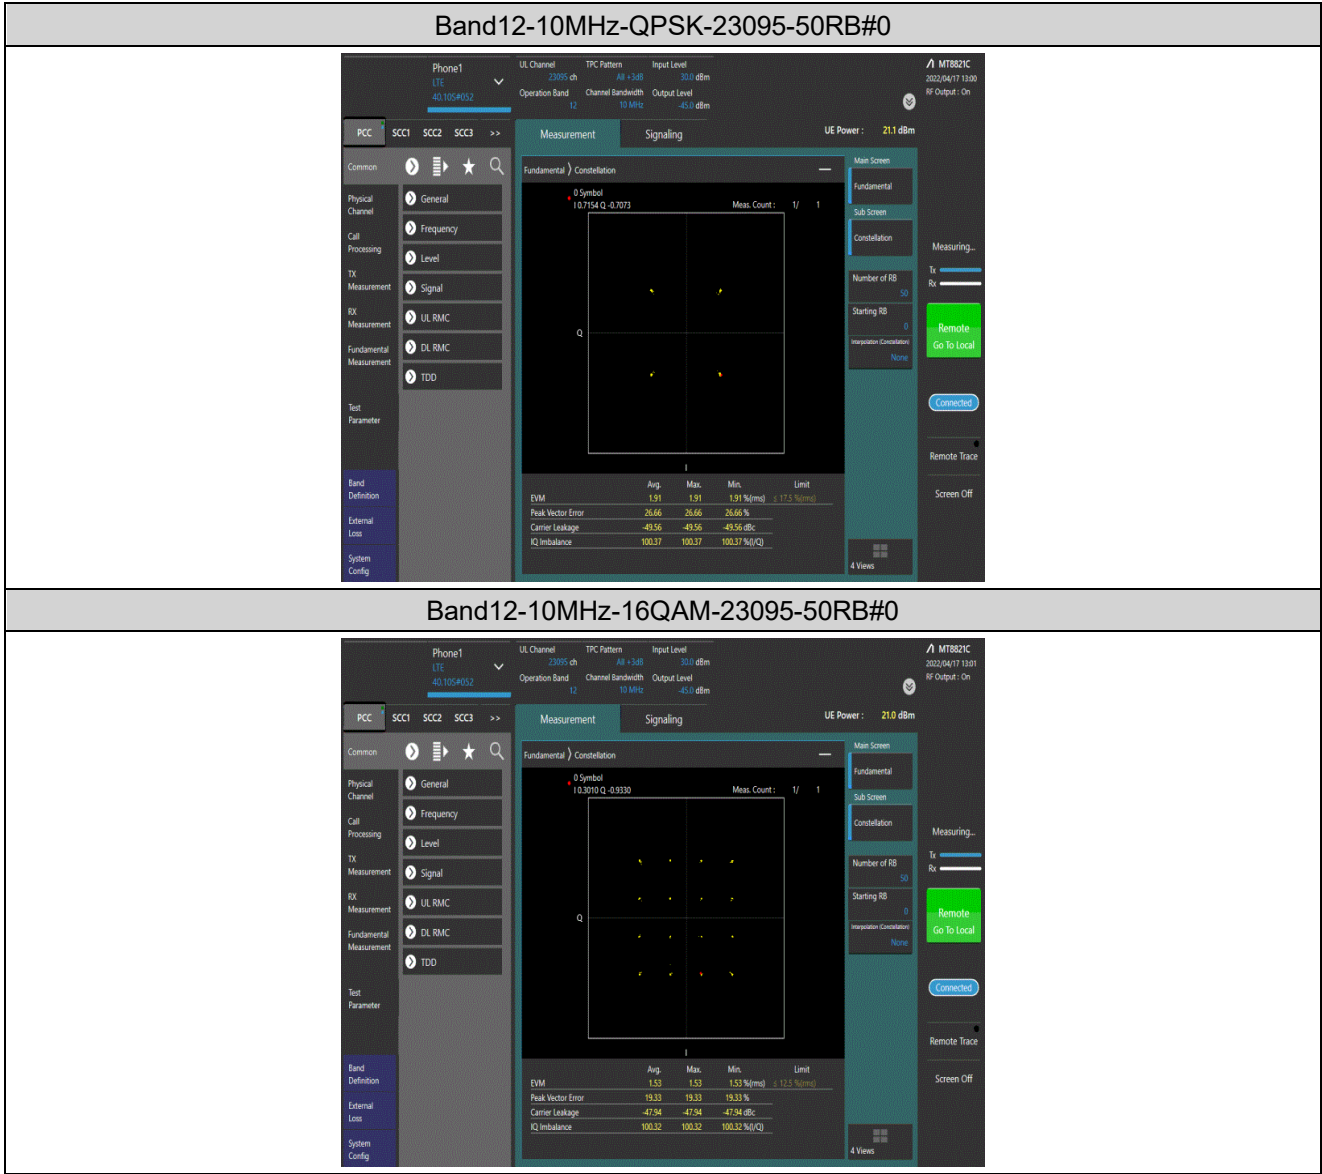 Band12-10MHz-QPSK-23095-50RB#0
Phone1
LTE
40.105#052
UL Channel
23095 ch
TPC Pattern
All +3dB
Input Level
30.0 dBm
Operation Band
12
Channel Bandwidth
10 MHz
Output Level
-45.0 dBm
MT8821C
2022/04/17 13:00
RF Output : On
PCC SCC1 SCC2 SCC3 >>
Measurement
Signaling
UE Power : 21.1 dBm
Common
Physical
Channel
Call
Processing
TX
Measurement
RX
Measurement
Fundamental
Measurement
Test
Parameter
Band
Definition
External
Loss
System
Config
General
Frequency
Level
Signal
UL RMC
DL RMC
TDD
Fundamental 〉 Constellation
0 Symbol
I 0.7154 Q -0.7073
Meas. Count : 1/ 1
Q
I
Avg. Max. Min. Limit
EVM 1.91 1.91 1.91 %(rms) ≤ 17.5 %(rms)
Peak Vector Error 26.66 26.66 26.66 %
Carrier Leakage -49.56 -49.56 -49.56 dBc
IQ Imbalance 100.37 100.37 100.37 %(I/Q)
Main Screen
Fundamental
Sub Screen
Constellation
Number of RB
50
Starting RB
0
Interpolation (Constellation)
None
4 Views
Measuring...
Tx
Rx
Remote
Go To Local
Connected
Remote Trace
Screen Off
Band12-10MHz-16QAM-23095-50RB#0
Phone1
LTE
40.105#052
UL Channel
23095 ch
TPC Pattern
All +3dB
Input Level
30.0 dBm
Operation Band
12
Channel Bandwidth
10 MHz
Output Level
-45.0 dBm
MT8821C
2022/04/17 13:01
RF Output : On
PCC SCC1 SCC2 SCC3 >>
Measurement
Signaling
UE Power : 21.0 dBm
Common
Physical
Channel
Call
Processing
TX
Measurement
RX
Measurement
Fundamental
Measurement
Test
Parameter
Band
Definition
External
Loss
System
Config
General
Frequency
Level
Signal
UL RMC
DL RMC
TDD
Fundamental 〉 Constellation
0 Symbol
I 0.3010 Q -0.9330
Meas. Count : 1/ 1
Q
I
Avg. Max. Min. Limit
EVM 1.53 1.53 1.53 %(rms) ≤ 12.5 %(rms)
Peak Vector Error 19.33 19.33 19.33 %
Carrier Leakage -47.94 -47.94 -47.94 dBc
IQ Imbalance 100.32 100.32 100.32 %(I/Q)
Main Screen
Fundamental
Sub Screen
Constellation
Number of RB
50
Starting RB
0
Interpolation (Constellation)
None
4 Views
Measuring...
Tx
Rx
Remote
Go To Local
Connected
Remote Trace
Screen Off